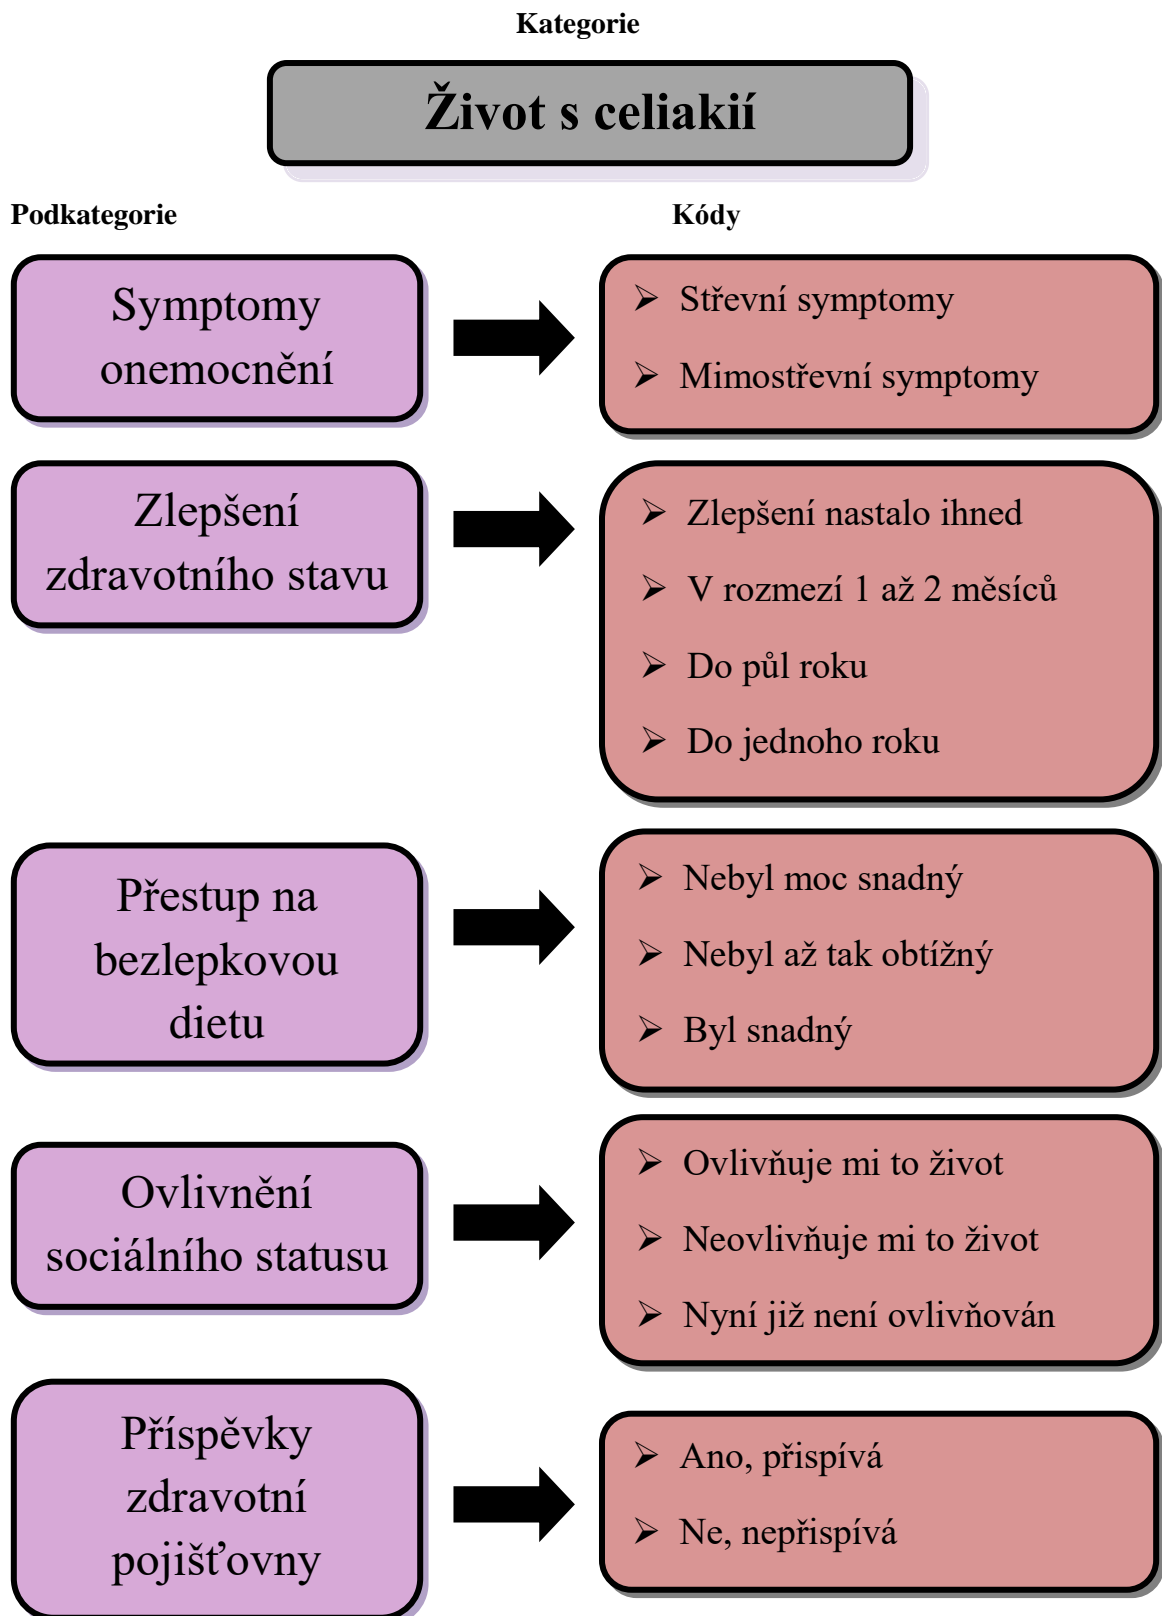 Kategorie
Život s celiakií
Podkategorie
Kódy
Symptomy
onemocnění
➢ Střevní symptomy
➢ Mimostřevní symptomy
Zlepšení
zdravotního stavu
➢ Zlepšení nastalo ihned
➢ V rozmezí 1 až 2 měsíců
➢ Do půl roku
➢ Do jednoho roku
Přestup na
bezlepkovou
dietu
➢ Nebyl moc snadný
➢ Nebyl až tak obtížný
➢ Byl snadný
Ovlivnění
sociálního statusu
➢ Ovlivňuje mi to život
➢ Neovlivňuje mi to život
➢ Nyní již není ovlivňován
Příspěvky
zdravotní
pojišťovny
➢ Ano, přispívá
➢ Ne, nepřispívá